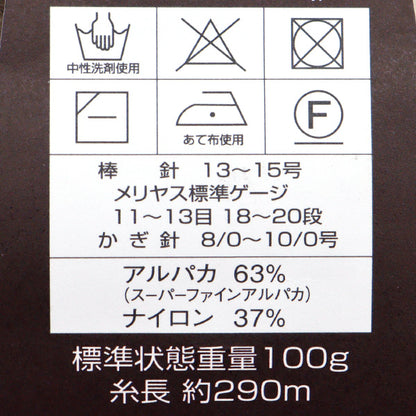 中性洗剤使用
あて布使用
F
棒 針 13～15号
メリヤス標準ゲージ
11～13目 18～20段
かぎ針 8/0～10/0号
アルパカ 63%
(スーパーファインアルパカ)
ナイロン 37%
標準状態重量100g
糸長 約290m